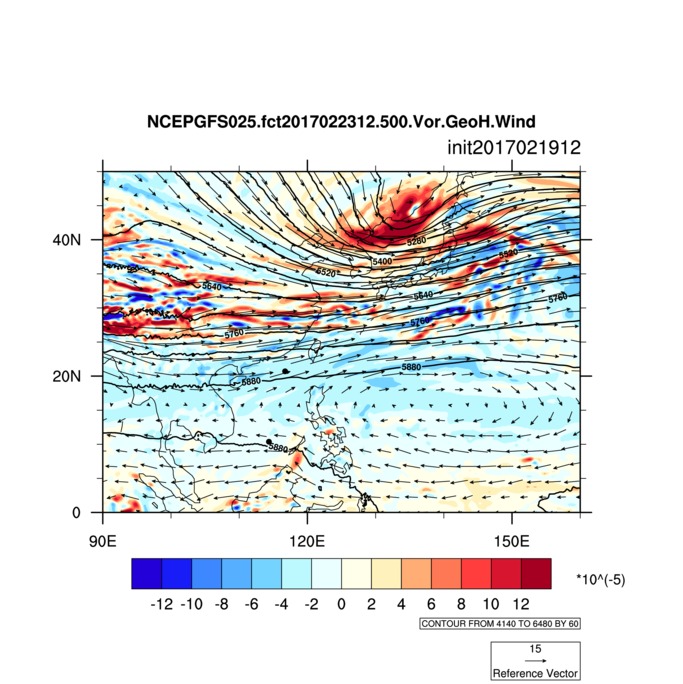 NCEPGFS025.fct2017022312.500.Vor.GeoH.Wind
init2017021912
40N
20N
0
90E 120E 150E
5280
5400
5520
5520
5640
5640
5760
5760
5760
5880
5880
5880
-12 -10 -8 -6 -4 -2 0 2 4 6 8 10 12
*10^(-5)
CONTOUR FROM 4140 TO 6480 BY 60
15
Reference Vector